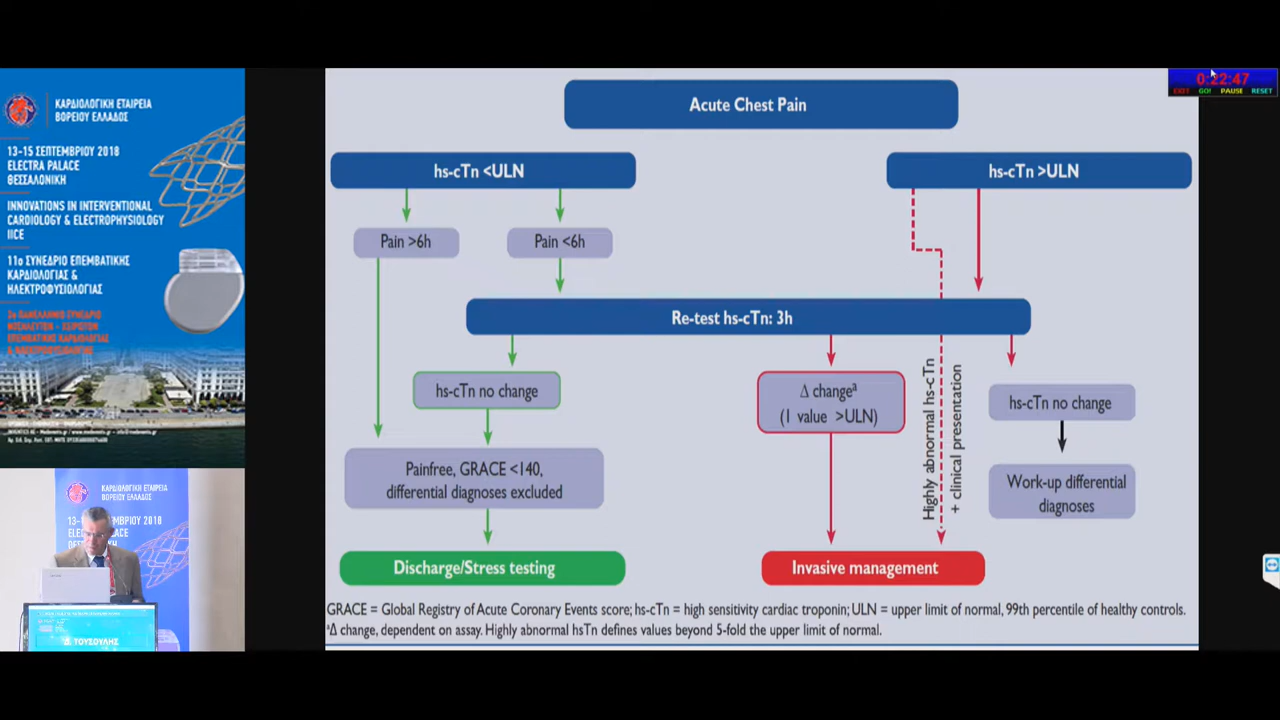 ΚΑΡΔΙΟΛΟΓΙΚΗ ΕΤΑΙΡΕΙΑ
ΒΟΡΕΙΟΥ ΕΛΛΑΔΟΣ
13-15 ΣΕΠΤΕΜΒΡΙΟΥ 2018
ELECTRA PALACE
ΘΕΣΣΑΛΟΝΙΚΗ
INNOVATIONS IN INTERVENTIONAL
CARDIOLOGY & ELECTROPHYSIOLOGY
IICE
11ο ΣΥΝΕΔΡΙΟ ΕΠΕΜΒΑΤΙΚΗΣ
ΚΑΡΔΙΟΛΟΓΙΑΣ &
ΗΛΕΚΤΡΟΦΥΣΙΟΛΟΓΙΑΣ
ΚΑΡΔΙΟΛΟΓΙΚΗ ΕΤΑΙΡΕΙΑ
ΒΟΡΕΙΟΥ ΕΛΛΑΔΟΣ
Δ. ΤΟΥΣΟΥΛΗΣ
0:22:47
EXIT GO! PAUSE RESET
Acute Chest Pain
hs-cTn <ULN
hs-cTn >ULN
Pain >6h
Pain <6h
Re-test hs-cTn: 3h
hs-cTn no change
Δ changeª
(1 value >ULN)
Highly abnormal hs-cTn
+ clinical presentation
hs-cTn no change
Painfree, GRACE <140,
differential diagnoses excluded
Work-up differential
diagnoses
Discharge/Stress testing
Invasive management
GRACE = Global Registry of Acute Coronary Events score; hs-cTn = high sensitivity cardiac troponin; ULN = upper limit of normal, 99th percentile of healthy controls.
ªΔ change, dependent on assay. Highly abnormal hsTn defines values beyond 5-fold the upper limit of normal.